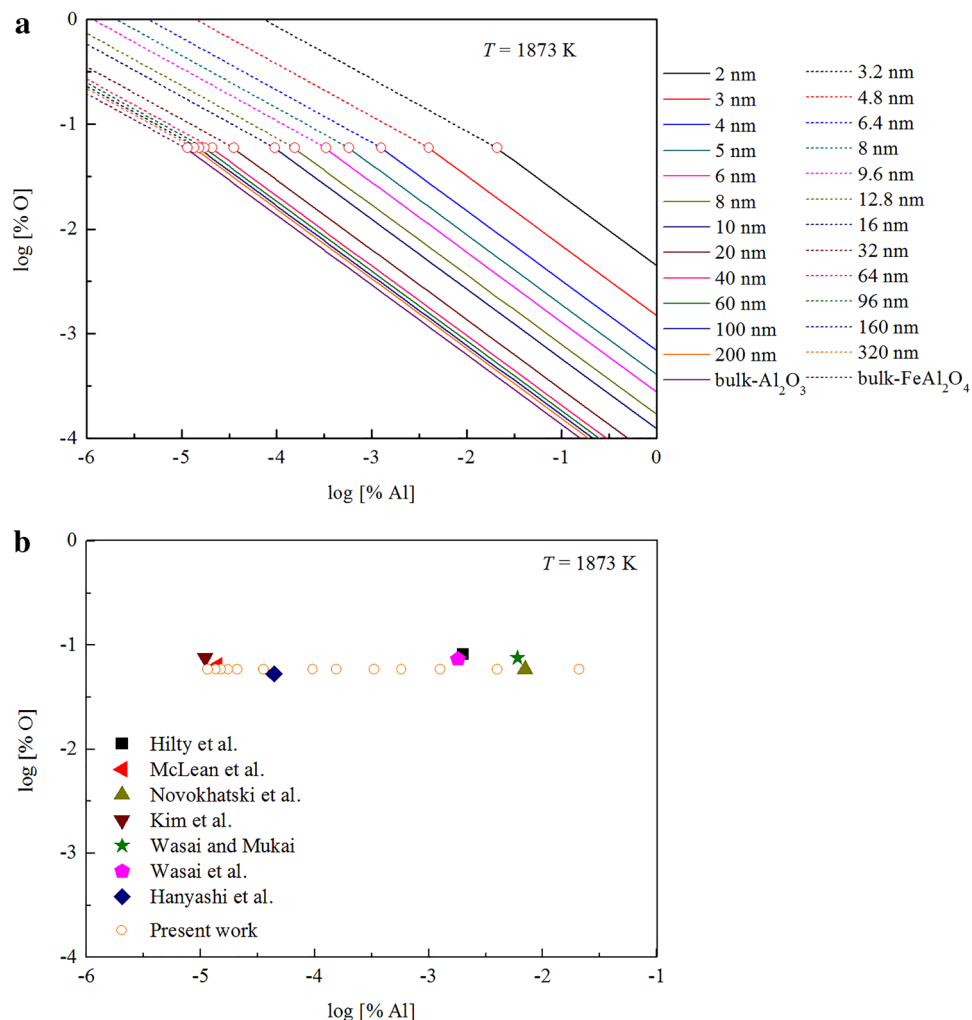 a
T = 1873 K
0
-1
-2
-3
-4
log [% O]
-6
-5
-4
-3
-2
-1
0
log [% Al]
2 nm
3 nm
4 nm
5 nm
6 nm
8 nm
10 nm
20 nm
40 nm
60 nm
100 nm
200 nm
bulk-Al₂O₃
3.2 nm
4.8 nm
6.4 nm
8 nm
9.6 nm
12.8 nm
16 nm
32 nm
64 nm
96 nm
160 nm
320 nm
bulk-FeAl₂O₄
b
T = 1873 K
0
-1
-2
-3
-4
log [% O]
Hilty et al.
McLean et al.
Novokhatski et al.
Kim et al.
Wasai and Mukai
Wasai et al.
Hanyashi et al.
Present work
-6
-5
-4
-3
-2
-1
log [% Al]